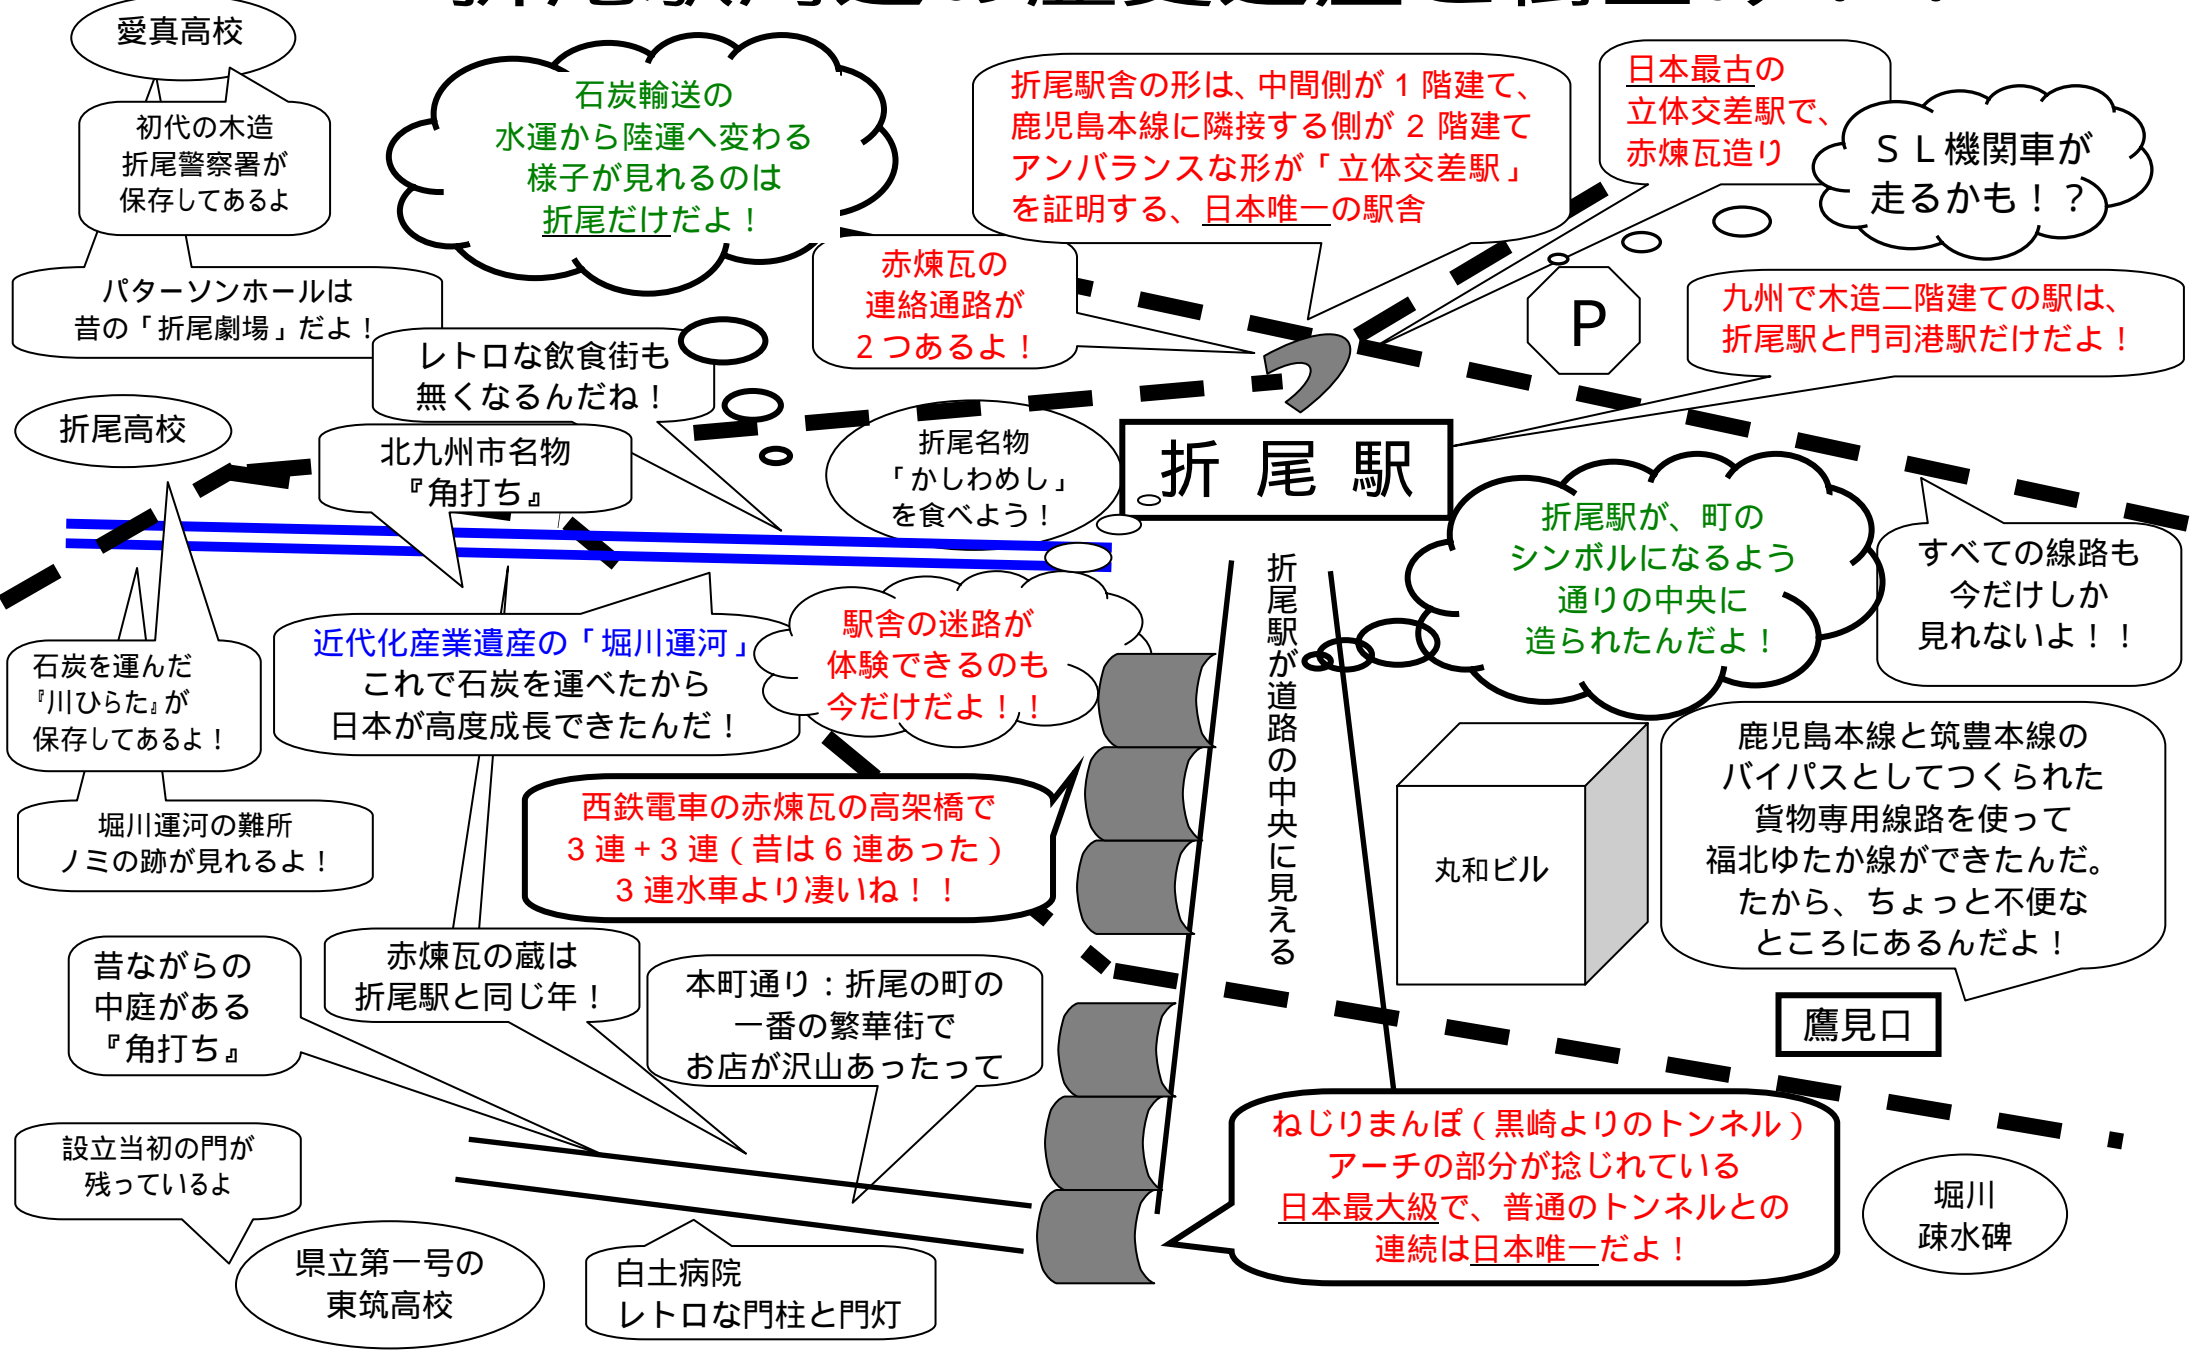 愛真高校
初代の木造
折尾警察署が
保存してあるよ
パターソンホールは
昔の「折尾劇場」だよ！
石炭輸送の
水運から陸運へ変わる
様子が見れるのは
折尾だけだよ！
折尾駅舎の形は、中間側が１階建て、
鹿児島本線に隣接する側が２階建て
アンバランスな形が「立体交差駅」
を証明する、日本唯一の駅舎
日本最古の
立体交差駅で、
赤煉瓦造り
ＳＬ機関車が
走るかも！？
赤煉瓦の
連絡通路が
２つあるよ！
P
九州で木造二階建ての駅は、
折尾駅と門司港駅だけだよ！
レトロな飲食街も
無くなるんだね！
折尾高校
北九州市名物
『角打ち』
折尾名物
「かしわめし」
を食べよう！
折尾駅
折尾駅が、町の
シンボルになるよう
通りの中央に
造られたんだよ！
すべての線路も
今だけしか
見れないよ！！
折尾駅が道路の中央に見える
石炭を運んだ
『川ひらた』が
保存してあるよ！
近代化産業遺産の「堀川運河」
これで石炭を運べたから
日本が高度成長できたんだ！
駅舎の迷路が
体験できるのも
今だけだよ！！
堀川運河の難所
ノミの跡が見れるよ！
西鉄電車の赤煉瓦の高架橋で
３連+３連（昔は６連あった）
３連水車より凄いね！！
丸和ビル
鹿児島本線と筑豊本線の
バイパスとしてつくられた
貨物専用線路を使って
福北ゆたか線ができたんだ。
たから、ちょっと不便な
ところにあるんだよ！
鷹見口
昔ながらの
中庭がある
『角打ち』
赤煉瓦の蔵は
折尾駅と同じ年！
本町通り：折尾の町の
一番の繁華街で
お店が沢山あったって
設立当初の門が
残っているよ
県立第一号の
東筑高校
白土病院
レトロな門柱と門灯
ねじりまんぽ（黒崎よりのトンネル）
アーチの部分が捻じれている
日本最大級で、普通のトンネルとの
連続は日本唯一だよ！
堀川
疎水碑